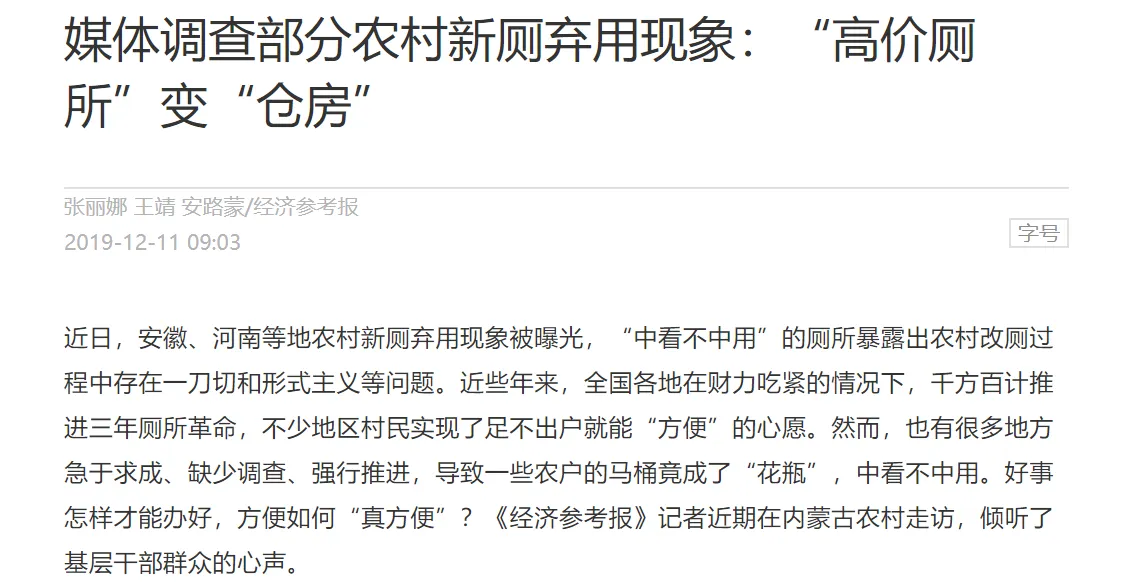 媒体调查部分农村新厕弃用现象：“高价厕
所”变“仓房”
张丽娜 王靖 安路蒙/经济参考报
2019-12-11 09:03
字号
近日，安徽、河南等地农村新厕弃用现象被曝光，“中看不中用”的厕所暴露出农村改厕过
程中存在一刀切和形式主义等问题。近些年来，全国各地在财力吃紧的情况下，千方百计推
进三年厕所革命，不少地区村民实现了足不出户就能“方便”的心愿。然而，也有很多地方
急于求成、缺少调查、强行推进，导致一些农户的马桶竟成了“花瓶”，中看不中用。好事
怎样才能办好，方便如何“真方便”？《经济参考报》记者近期在内蒙古农村走访，倾听了
基层干部群众的心声。